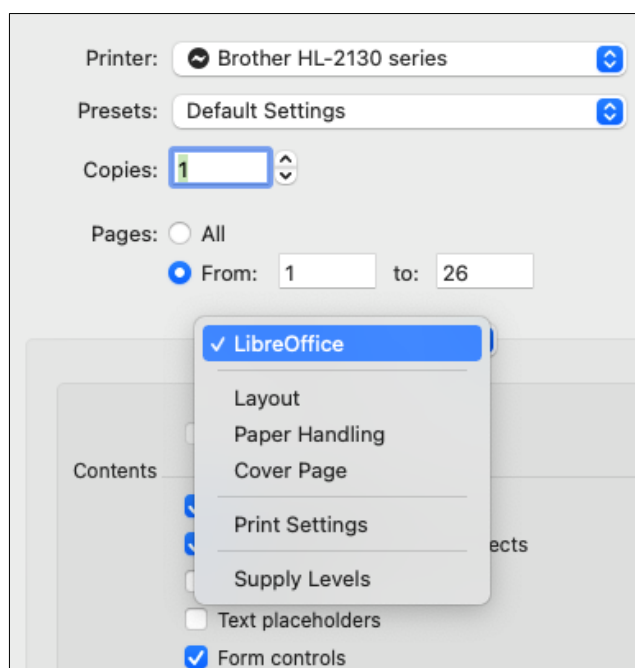 Printer: Brother HL-2130 series
Presets: Default Settings
Copies: 1
Pages: All
From: 1 to: 26
✓ LibreOffice
Layout
Paper Handling
Contents Cover Page
Print Settings
ects
Supply Levels
Text placeholders
Form controls